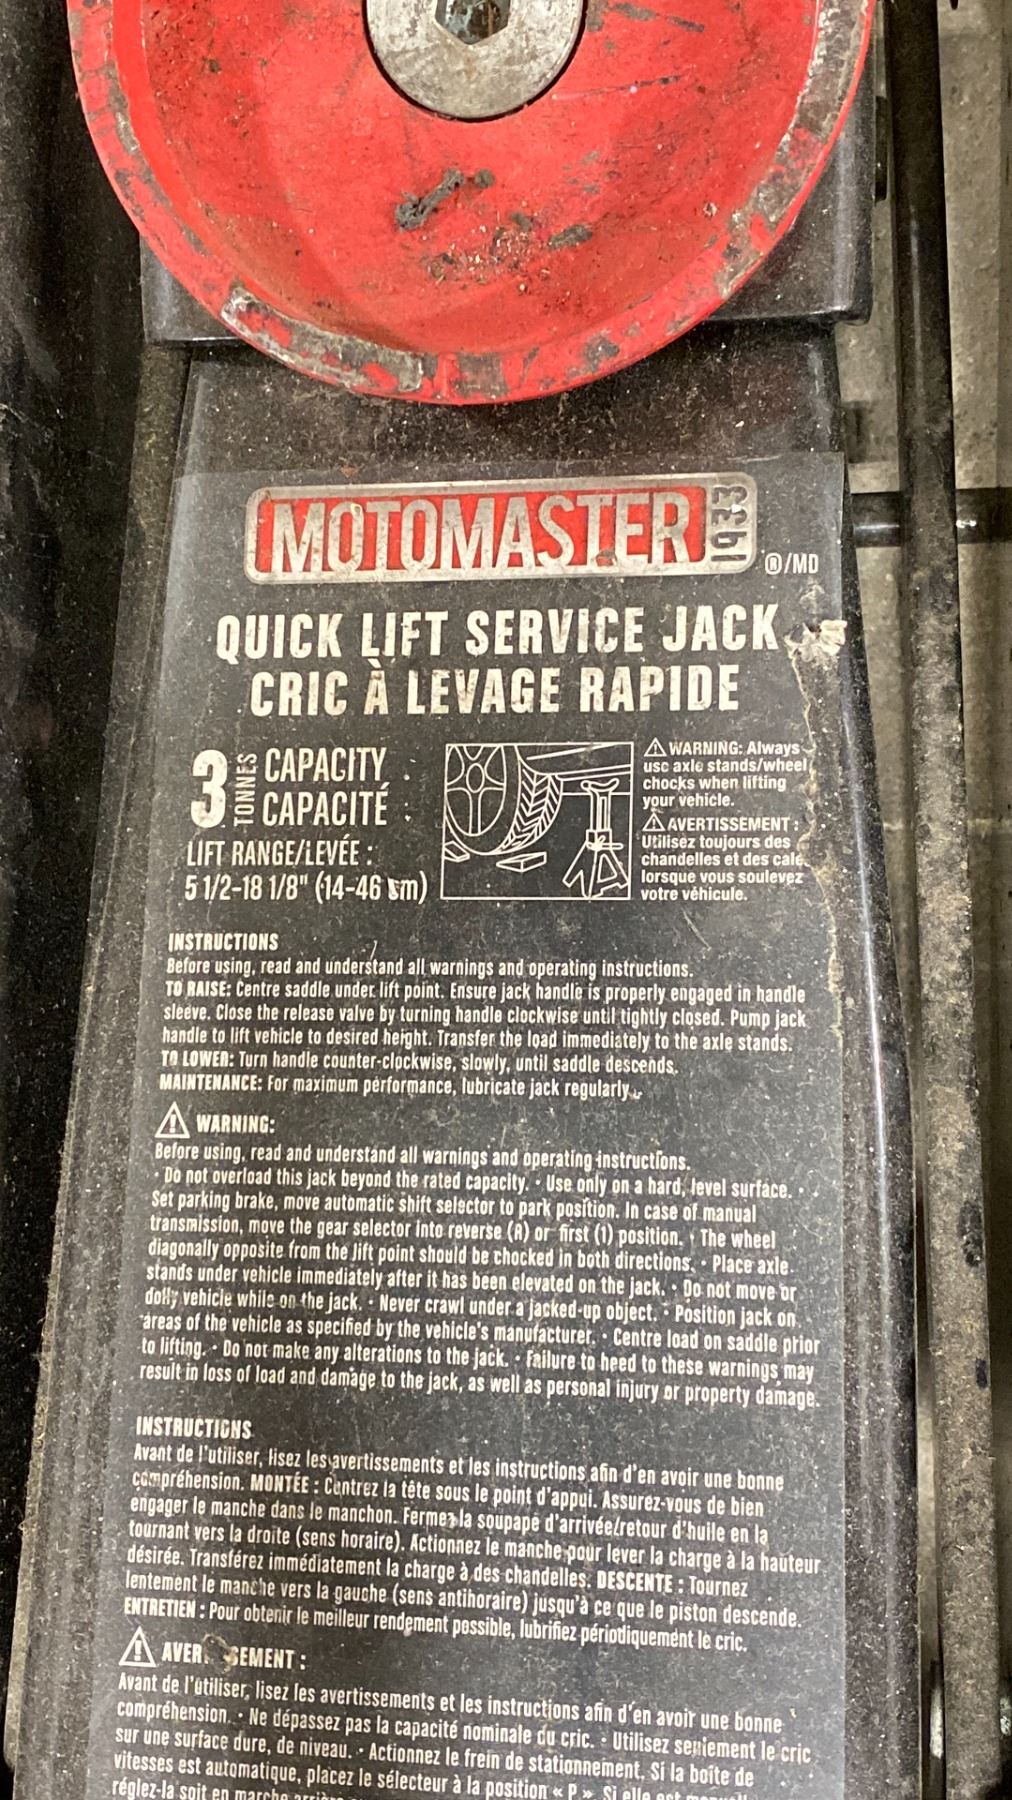 MOTOMASTER 1933 ®/MD
QUICK LIFT SERVICE JACK
CRIC À LEVAGE RAPIDE
3 TONNES CAPACITY
CAPACITÉ
LIFT RANGE/LEVÉE :
5 1/2-18 1/8" (14-46 cm)
⚠ WARNING: Always
use axle stands/wheel
chocks when lifting
your vehicle.
⚠ AVERTISSEMENT :
Utilisez toujours des
chandelles et des cale
lorsque vous soulevez
votre véhicule.
INSTRUCTIONS
Before using, read and understand all warnings and operating instructions.
TO RAISE: Centre saddle under lift point. Ensure jack handle is properly engaged in handle
sleeve. Close the release valve by turning handle clockwise until tightly closed. Pump jack
handle to lift vehicle to desired height. Transfer the load immediately to the axle stands.
TO LOWER: Turn handle counter-clockwise, slowly, until saddle descends.
MAINTENANCE: For maximum performance, lubricate jack regularly.
⚠ WARNING:
Before using, read and understand all warnings and operating instructions.
• Do not overload this jack beyond the rated capacity. • Use only on a hard, level surface. •
Set parking brake, move automatic shift selector to park position. In case of manual
transmission, move the gear selector into reverse (R) or first (1) position. • The wheel
diagonally opposite from the lift point should be chocked in both directions. • Place axle
stands under vehicle immediately after it has been elevated on the jack. • Do not move or
dolly vehicle while on the jack. • Never crawl under a jacked-up object. • Position jack on
areas of the vehicle as specified by the vehicle's manufacturer. • Centre load on saddle prior
to lifting. • Do not make any alterations to the jack. • Failure to heed to these warnings may
result in loss of load and damage to the jack, as well as personal injury or property damage.
INSTRUCTIONS
Avant de l'utiliser, lisez les avertissements et les instructions afin d'en avoir une bonne
compréhension. MONTÉE : Centrez la tête sous le point d'appui. Assurez-vous de bien
engager le manche dans le manchon. Fermez la soupape d'arrivée/retour d'huile en la
tournant vers la droite (sens horaire). Actionnez le manche pour lever la charge à la hauteur
désirée. Transférez immédiatement la charge à des chandelles. DESCENTE : Tournez
lentement le manche vers la gauche (sens antihoraire) jusqu'à ce que le piston descende.
ENTRETIEN : Pour obtenir le meilleur rendement possible, lubrifiez périodiquement le cric.
⚠ AVER SEMENT :
Avant de l'utiliser, lisez les avertissements et les instructions afin d'en avoir une bonne
compréhension. • Ne dépassez pas la capacité nominale du cric. • Utilisez seulement le cric
sur une surface dure, de niveau. • Actionnez le frein de stationnement. Si la boîte de
vitesses est automatique, placez le sélecteur à la position « P ». Si elle est
réglez-la soit en marche